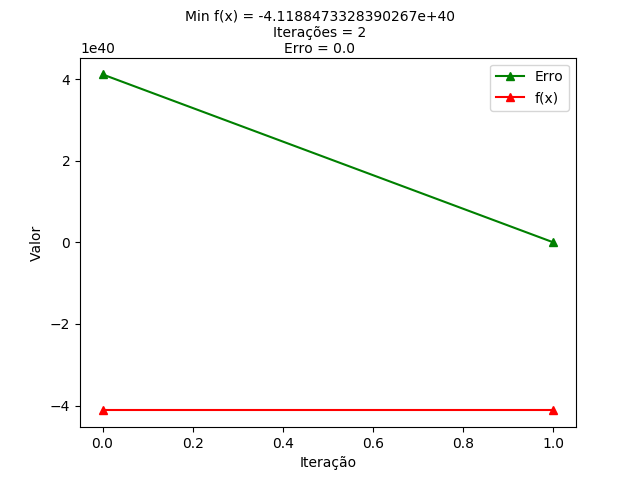 Min f(x) = -4.1188473328390267e+40
Iterações = 2
Erro = 0.0
1e40
Erro
f(x)
4
2
0
−2
−4
Valor
0.0 0.2 0.4 0.6 0.8 1.0
Iteração